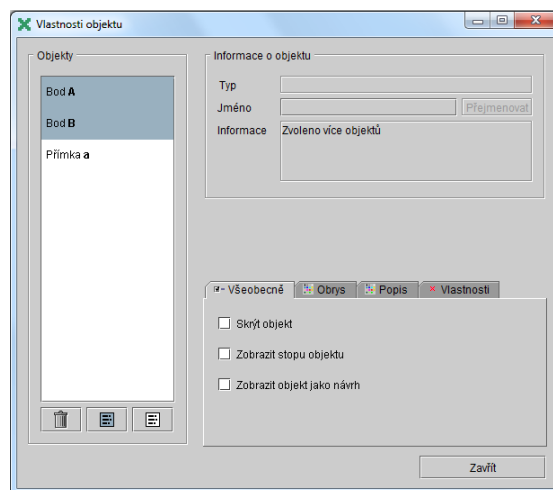 Vlastnosti objektu
Objekty
Bod A
Bod B
Přímka a
Informace o objektu
Typ
Jméno
Přejmenovat
Informace
Zvoleno více objektů
Všeobecně
Obrys
Popis
Vlastnosti
Skrýt objekt
Zobrazit stopu objektu
Zobrazit objekt jako návrh
Zavřít